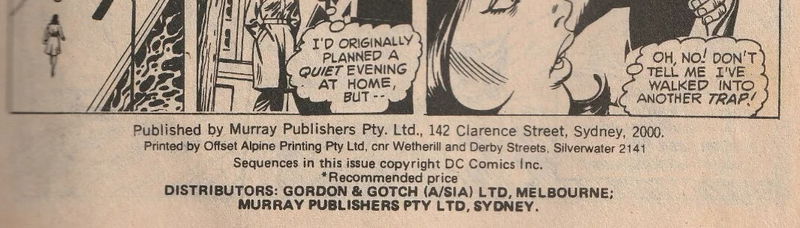 I'D ORIGINALLY
PLANNED A
QUIET EVENING
AT HOME,
BUT --
OH, NO! DON'T
TELL ME I'VE
WALKED INTO
ANOTHER TRAP!
Published by Murray Publishers Pty. Ltd., 142 Clarence Street, Sydney, 2000.
Printed by Offset Alpine Printing Pty Ltd, cnr Wetherill and Derby Streets, Silverwater 2141
Sequences in this issue copyright DC Comics Inc.
*Recommended price
DISTRIBUTORS: GORDON & GOTCH (A/SIA) LTD, MELBOURNE;
MURRAY PUBLISHERS PTY LTD, SYDNEY.